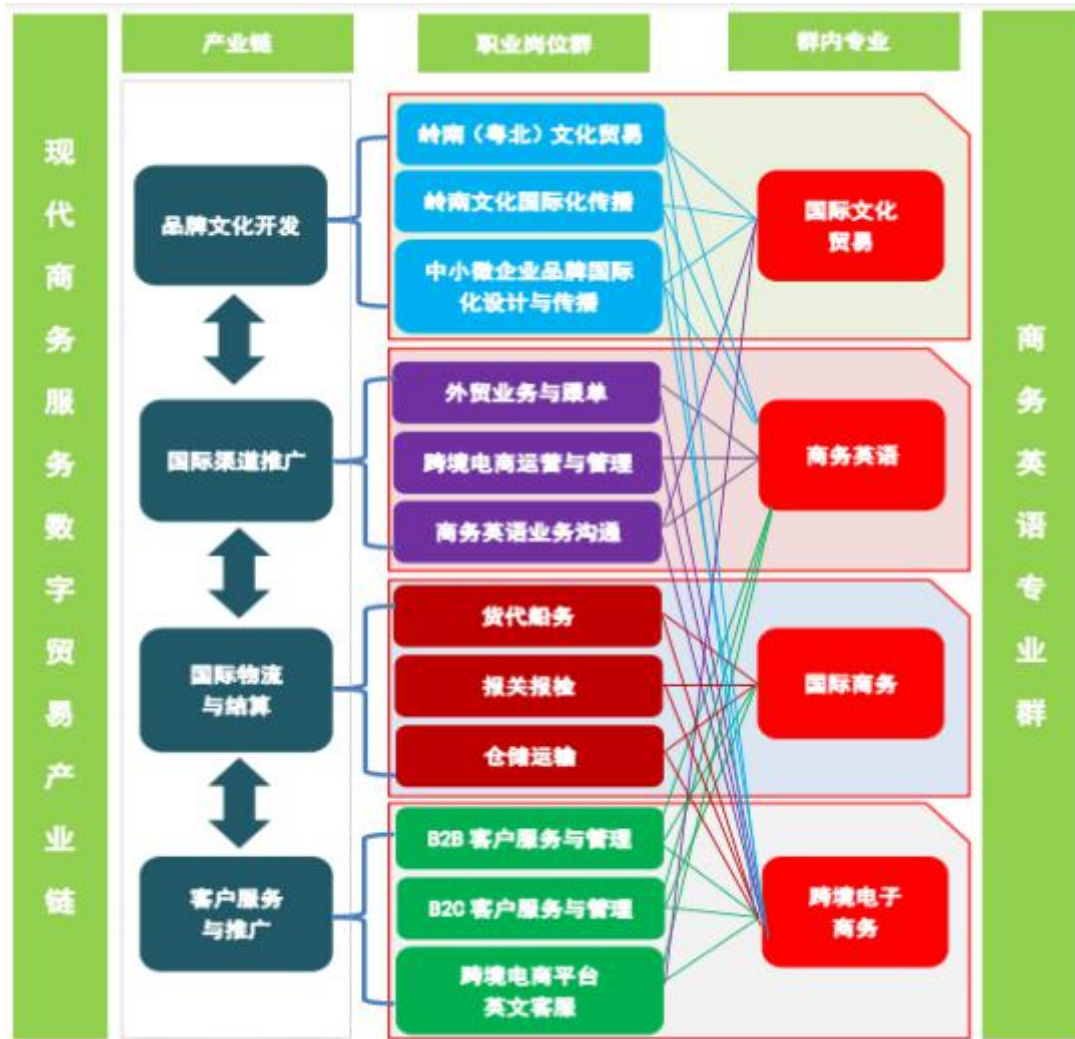 产业链
职业岗位群
群内专业
现代商务服务数字贸易产业链
品牌文化开发
国际渠道推广
国际物流
与结算
客户服务
与推广
岭南（粤北）文化贸易
岭南文化国际化传播
中小微企业品牌国际
化设计与传播
外贸业务与跟单
跨境电商运营与管理
商务英语业务沟通
货代船务
报关报检
仓储运输
B2B 客户服务与管理
B2C 客户服务与管理
跨境电商平台
英文客服
国际文化
贸易
商务英语
国际商务
跨境电子
商务
商务英语专业群